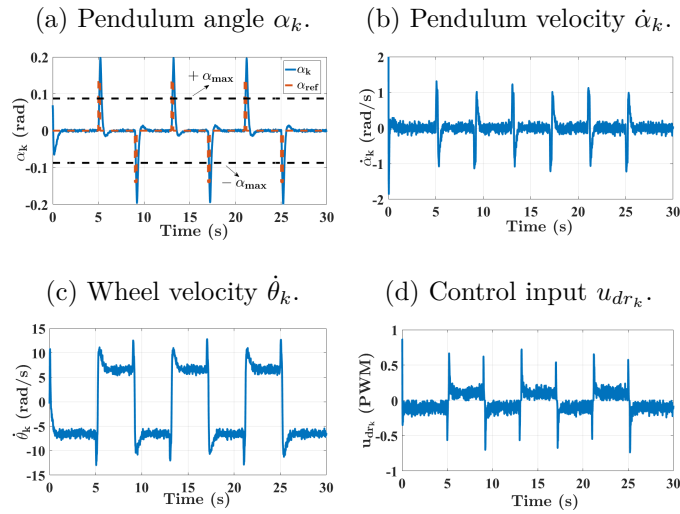 (a) Pendulum angle αₖ.
(b) Pendulum velocity α̇ₖ.
0.2
0.1
0
-0.1
-0.2
αₖ (rad)
+ αmax
− αmax
αₖ
αref
0 5 10 15 20 25 30
Time (s)
2
1
0
-1
-2
α̇ₖ (rad/s)
0 5 10 15 20 25 30
Time (s)
(c) Wheel velocity θ̇ₖ.
(d) Control input u_{dr_k}.
15
10
5
0
-5
-10
-15
θ̇ₖ (rad/s)
0 5 10 15 20 25 30
Time (s)
1
0.5
0
-0.5
-1
u_{dr_k} (PWM)
0 5 10 15 20 25 30
Time (s)